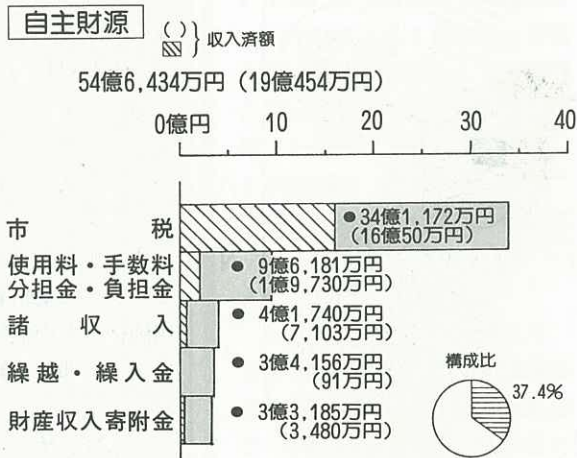 自主財源
( ) } 収入済額
54億6,434万円 (19億454万円)
0億円 10 20 30 40
市税 ●34億1,172万円
(16億50万円)
使用料・手数料
分担金・負担金 ● 9億6,181万円
(1億9,730万円)
諸収入 ● 4億1,740万円
(7,103万円)
繰越・繰入金 ● 3億4,156万円
(91万円)
財産収入寄附金 ● 3億3,185万円
(3,480万円)
構成比
37.4%